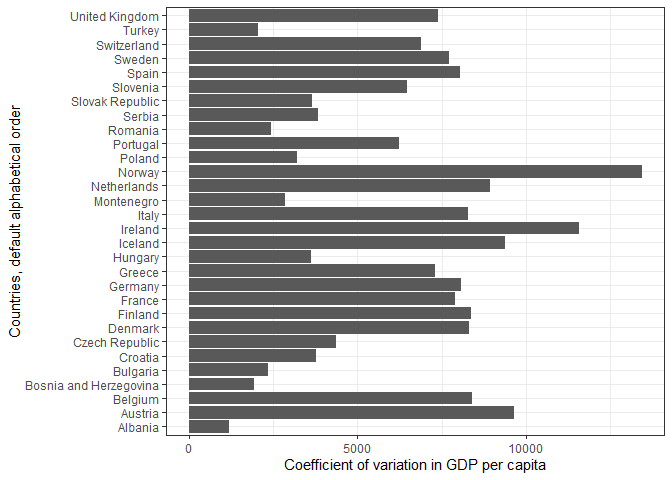 United Kingdom
Turkey
Switzerland
Sweden
Spain
Slovenia
Slovak Republic
Serbia
Romania
Portugal
Poland
Norway
Netherlands
Montenegro
Italy
Ireland
Iceland
Hungary
Greece
Germany
France
Finland
Denmark
Czech Republic
Croatia
Bulgaria
Bosnia and Herzegovina
Belgium
Austria
Albania
Countries, default alphabetical order
0 5000 10000
Coefficient of variation in GDP per capita